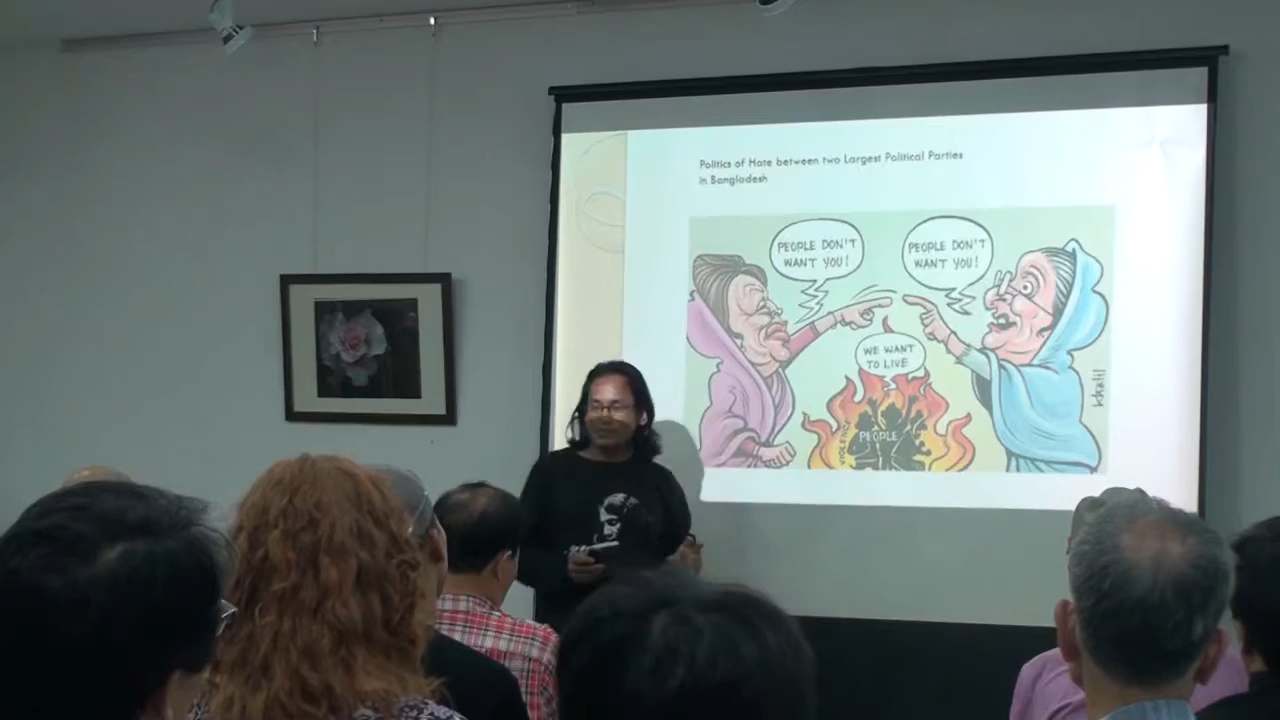 Politics of Hate between two Largest Political Parties
in Bangladesh
PEOPLE DON'T
WANT YOU!
PEOPLE DON'T
WANT YOU!
WE WANT
TO LIVE
VIOLENCE
PEOPLE
khalil